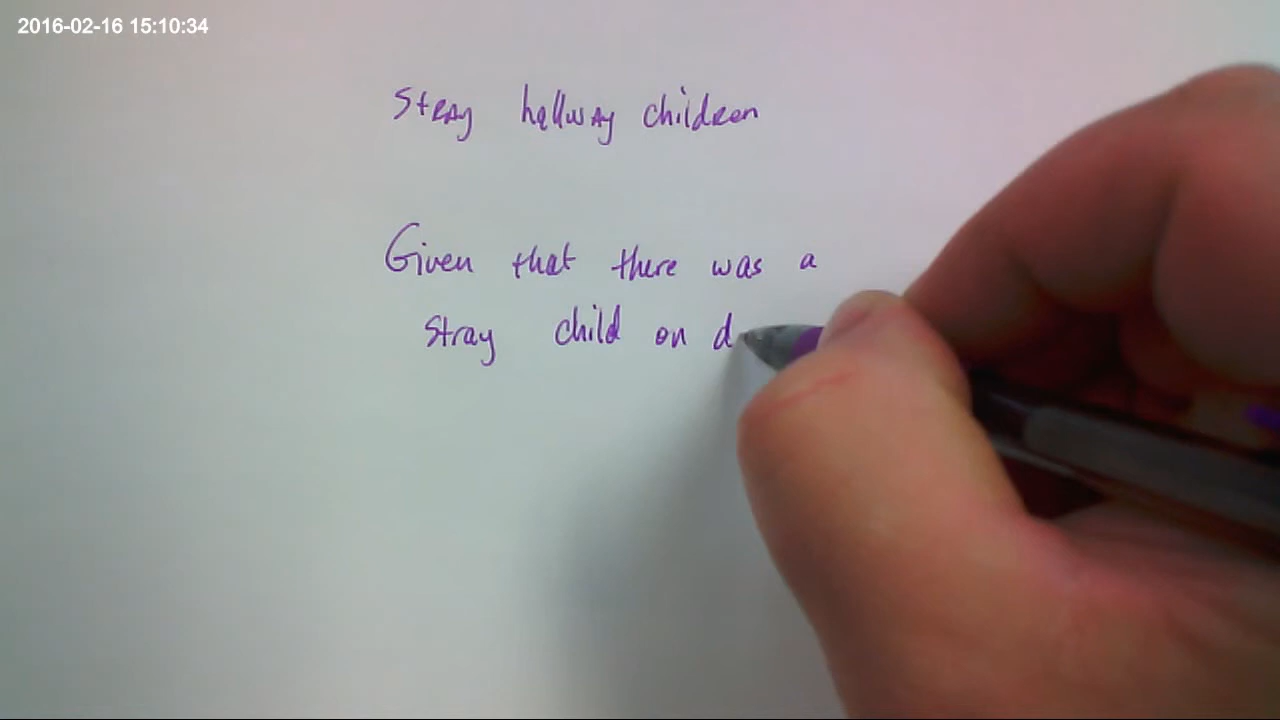 2016-02-16 15:10:34
Stray hallway children
Given that there was a
stray child on d